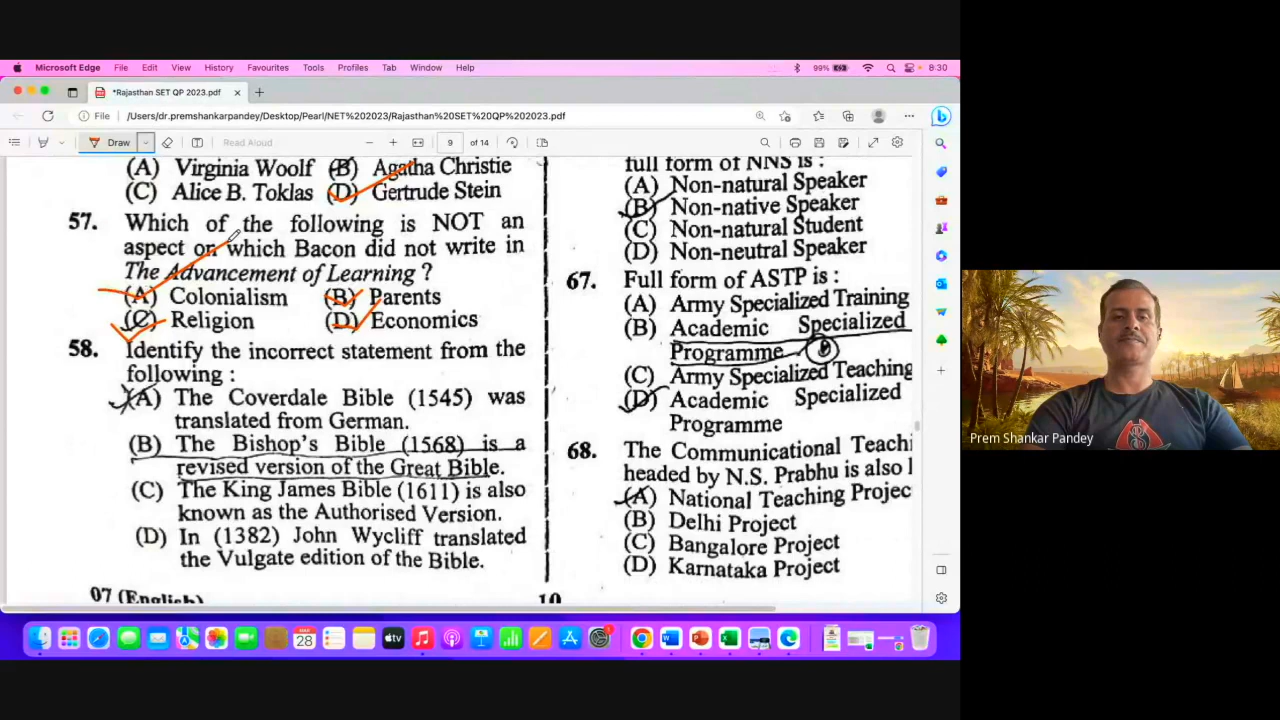 Microsoft Edge File Edit View History Favourites Tools Profiles Tab Window Help 99% 8:30
*Rajasthan SET QP 2023.pdf
File /Users/dr.premshankarpandey/Desktop/Pearl/NET%202023/Rajasthan%20SET%20QP%202023.pdf
Draw Read Aloud 9 of 14
(A) Virginia Woolf (B) Agatha Christie
(C) Alice B. Toklas (D) Gertrude Stein
57. Which of the following is NOT an
aspect on which Bacon did not write in
The Advancement of Learning ?
(A) Colonialism (B) Parents
(C) Religion (D) Economics
58. Identify the incorrect statement from the
following :
(A) The Coverdale Bible (1545) was
translated from German.
(B) The Bishop's Bible (1568) is a
revised version of the Great Bible.
(C) The King James Bible (1611) is also
known as the Authorised Version.
(D) In (1382) John Wycliff translated
the Vulgate edition of the Bible.
07 (English)
10
full form of NNS is :
(A) Non-natural Speaker
(B) Non-native Speaker
(C) Non-natural Student
(D) Non-neutral Speaker
67. Full form of ASTP is :
(A) Army Specialized Training
(B) Academic Specialized
Programme
(C) Army Specialized Teaching
(D) Academic Specialized
Programme
68. The Communicational Teachi
headed by N.S. Prabhu is also
(A) National Teaching Projec
(B) Delhi Project
(C) Bangalore Project
(D) Karnataka Project
MAR
28
tv
Prem Shankar Pandey